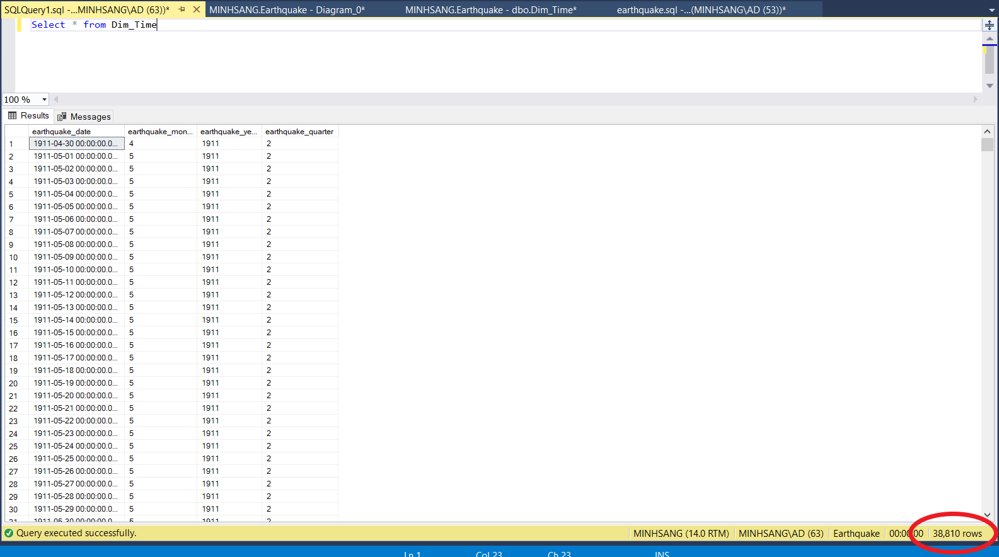 SQLQuery1.sql -...MINHSANG\AD (63))* MINHSANG.Earthquake - Diagram_0* MINHSANG.Earthquake - dbo.Dim_Time* earthquake.sql -...(MINHSANG\AD (53))*
Select * from Dim_Time
100 %
Results Messages
earthquake_date earthquake_mon... earthquake_ye... earthquake_quarter
1 1911-04-30 00:00:00.0... 4 1911 2
2 1911-05-01 00:00:00.0... 5 1911 2
3 1911-05-02 00:00:00.0... 5 1911 2
4 1911-05-03 00:00:00.0... 5 1911 2
5 1911-05-04 00:00:00.0... 5 1911 2
6 1911-05-05 00:00:00.0... 5 1911 2
7 1911-05-06 00:00:00.0... 5 1911 2
8 1911-05-07 00:00:00.0... 5 1911 2
9 1911-05-08 00:00:00.0... 5 1911 2
10 1911-05-09 00:00:00.0... 5 1911 2
11 1911-05-10 00:00:00.0... 5 1911 2
12 1911-05-11 00:00:00.0... 5 1911 2
13 1911-05-12 00:00:00.0... 5 1911 2
14 1911-05-13 00:00:00.0... 5 1911 2
15 1911-05-14 00:00:00.0... 5 1911 2
16 1911-05-15 00:00:00.0... 5 1911 2
17 1911-05-16 00:00:00.0... 5 1911 2
18 1911-05-17 00:00:00.0... 5 1911 2
19 1911-05-18 00:00:00.0... 5 1911 2
20 1911-05-19 00:00:00.0... 5 1911 2
21 1911-05-20 00:00:00.0... 5 1911 2
22 1911-05-21 00:00:00.0... 5 1911 2
23 1911-05-22 00:00:00.0... 5 1911 2
24 1911-05-23 00:00:00.0... 5 1911 2
25 1911-05-24 00:00:00.0... 5 1911 2
26 1911-05-25 00:00:00.0... 5 1911 2
27 1911-05-26 00:00:00.0... 5 1911 2
28 1911-05-27 00:00:00.0... 5 1911 2
29 1911-05-28 00:00:00.0... 5 1911 2
30 1911-05-29 00:00:00.0... 5 1911 2
31 1911-05-30 00:00:00.0... 5 1911 2
Query executed successfully. MINHSANG (14.0 RTM) MINHSANG\AD (63) Earthquake 00:00:00 38,810 rows
Ln 1 Col 23 Ch 23 INS